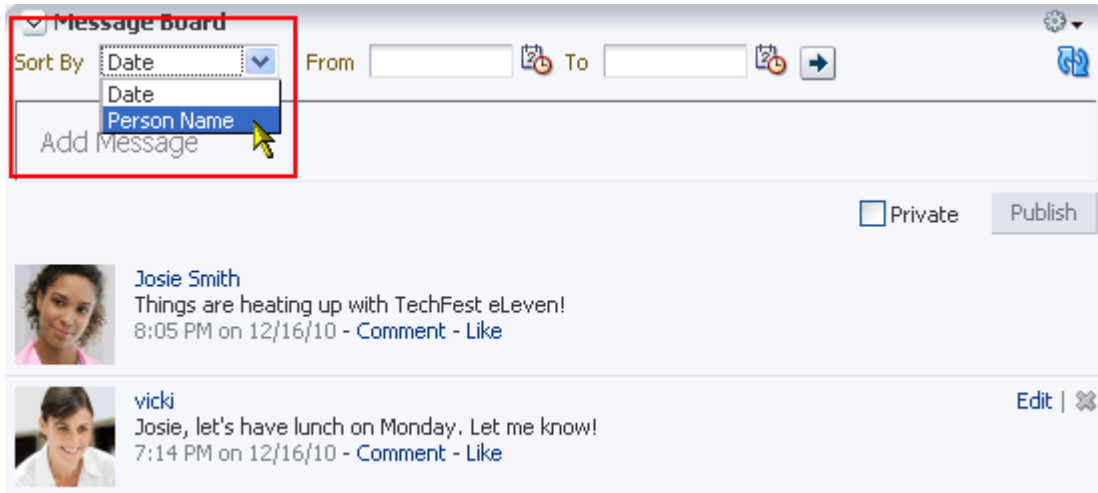 Message Board
Sort By Date From To
Date
Person Name
Add Message
Private Publish
Josie Smith
Things are heating up with TechFest eLeven!
8:05 PM on 12/16/10 - Comment - Like
vicki
Edit |
Josie, let's have lunch on Monday. Let me know!
7:14 PM on 12/16/10 - Comment - Like